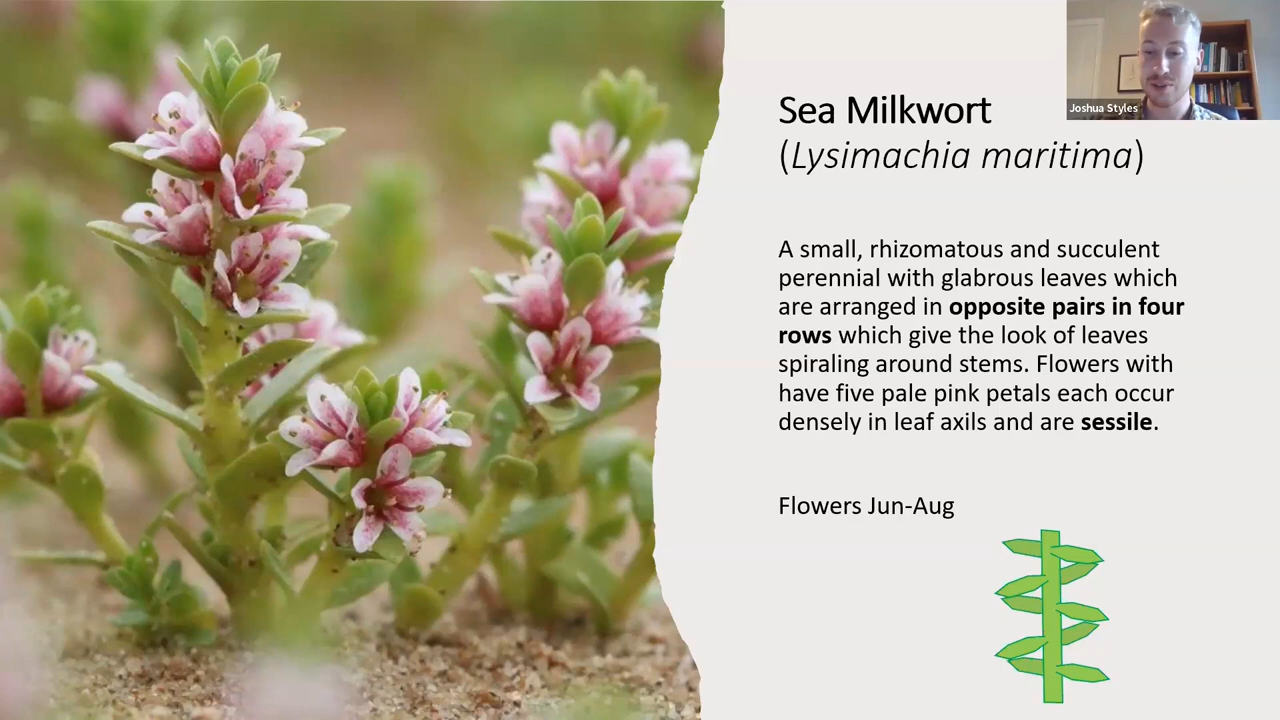 Joshua Styles
Sea Milkwort
(Lysimachia maritima)
A small, rhizomatous and succulent
perennial with glabrous leaves which
are arranged in opposite pairs in four
rows which give the look of leaves
spiraling around stems. Flowers with
have five pale pink petals each occur
densely in leaf axils and are sessile.
Flowers Jun-Aug